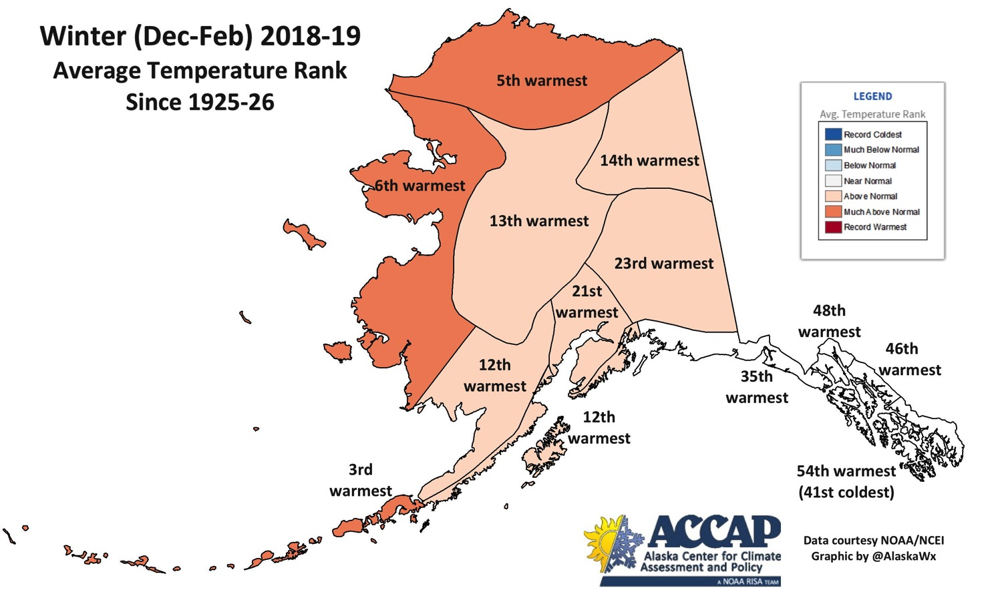 Winter (Dec-Feb) 2018-19
Average Temperature Rank
Since 1925-26
5th warmest
LEGEND
Avg. Temperature Rank
Record Coldest
Much Below Normal
Below Normal
Near Normal
Above Normal
Much Above Normal
Record Warmest
14th warmest
6th warmest
13th warmest
23rd warmest
21st
warmest
48th
warmest
46th
warmest
12th
warmest
35th
warmest
12th
warmest
3rd
warmest
54th warmest
(41st coldest)
ACCAP
Alaska Center for Climate
Assessment and Policy
A NOAA RISA TEAM
Data courtesy NOAA/NCEI
Graphic by @AlaskaWx